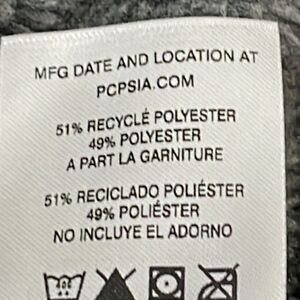 MFG DATE AND LOCATION AT
PCPSIA.COM
51% RECYCLÉ POLYESTER
49% POLYESTER
A PART LA GARNITURE
51% RECICLADO POLIÉSTER
49% POLIÉSTER
NO INCLUYE EL ADORNO